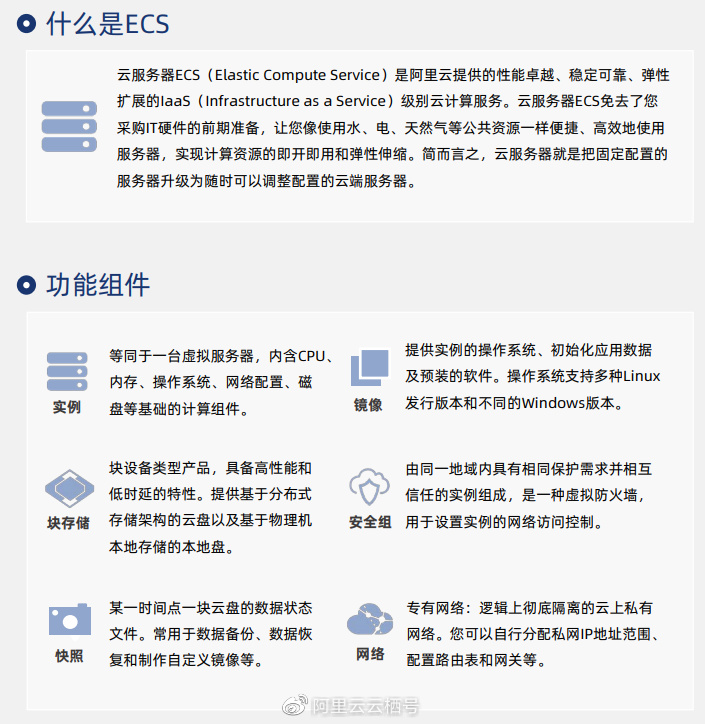 什么是ECS
云服务器ECS（Elastic Compute Service）是阿里云提供的性能卓越、稳定可靠、弹性
扩展的IaaS（Infrastructure as a Service）级别云计算服务。云服务器ECS免去了您
采购IT硬件的前期准备，让您像使用水、电、天然气等公共资源一样便捷、高效地使用
服务器，实现计算资源的即开即用和弹性伸缩。简而言之，云服务器就是把固定配置的
服务器升级为随时可以调整配置的云端服务器。
功能组件
等同于一台虚拟服务器，内含CPU、
内存、操作系统、网络配置、磁
盘等基础的计算组件。
实例
提供实例的操作系统、初始化应用数据
及预装的软件。操作系统支持多种Linux
发行版本和不同的Windows版本。
镜像
块设备类型产品，具备高性能和
低时延的特性。提供基于分布式
存储架构的云盘以及基于物理机
本地存储的本地盘。
块存储
由同一地域内具有相同保护需求并相互
信任的实例组成，是一种虚拟防火墙，
用于设置实例的网络访问控制。
安全组
某一时间点一块云盘的数据状态
文件。常用于数据备份、数据恢
复和制作自定义镜像等。
快照
专有网络：逻辑上彻底隔离的云上私有
网络。您可以自行分配私网IP地址范围、
配置路由表和网关等。
网络
阿里云云栖号